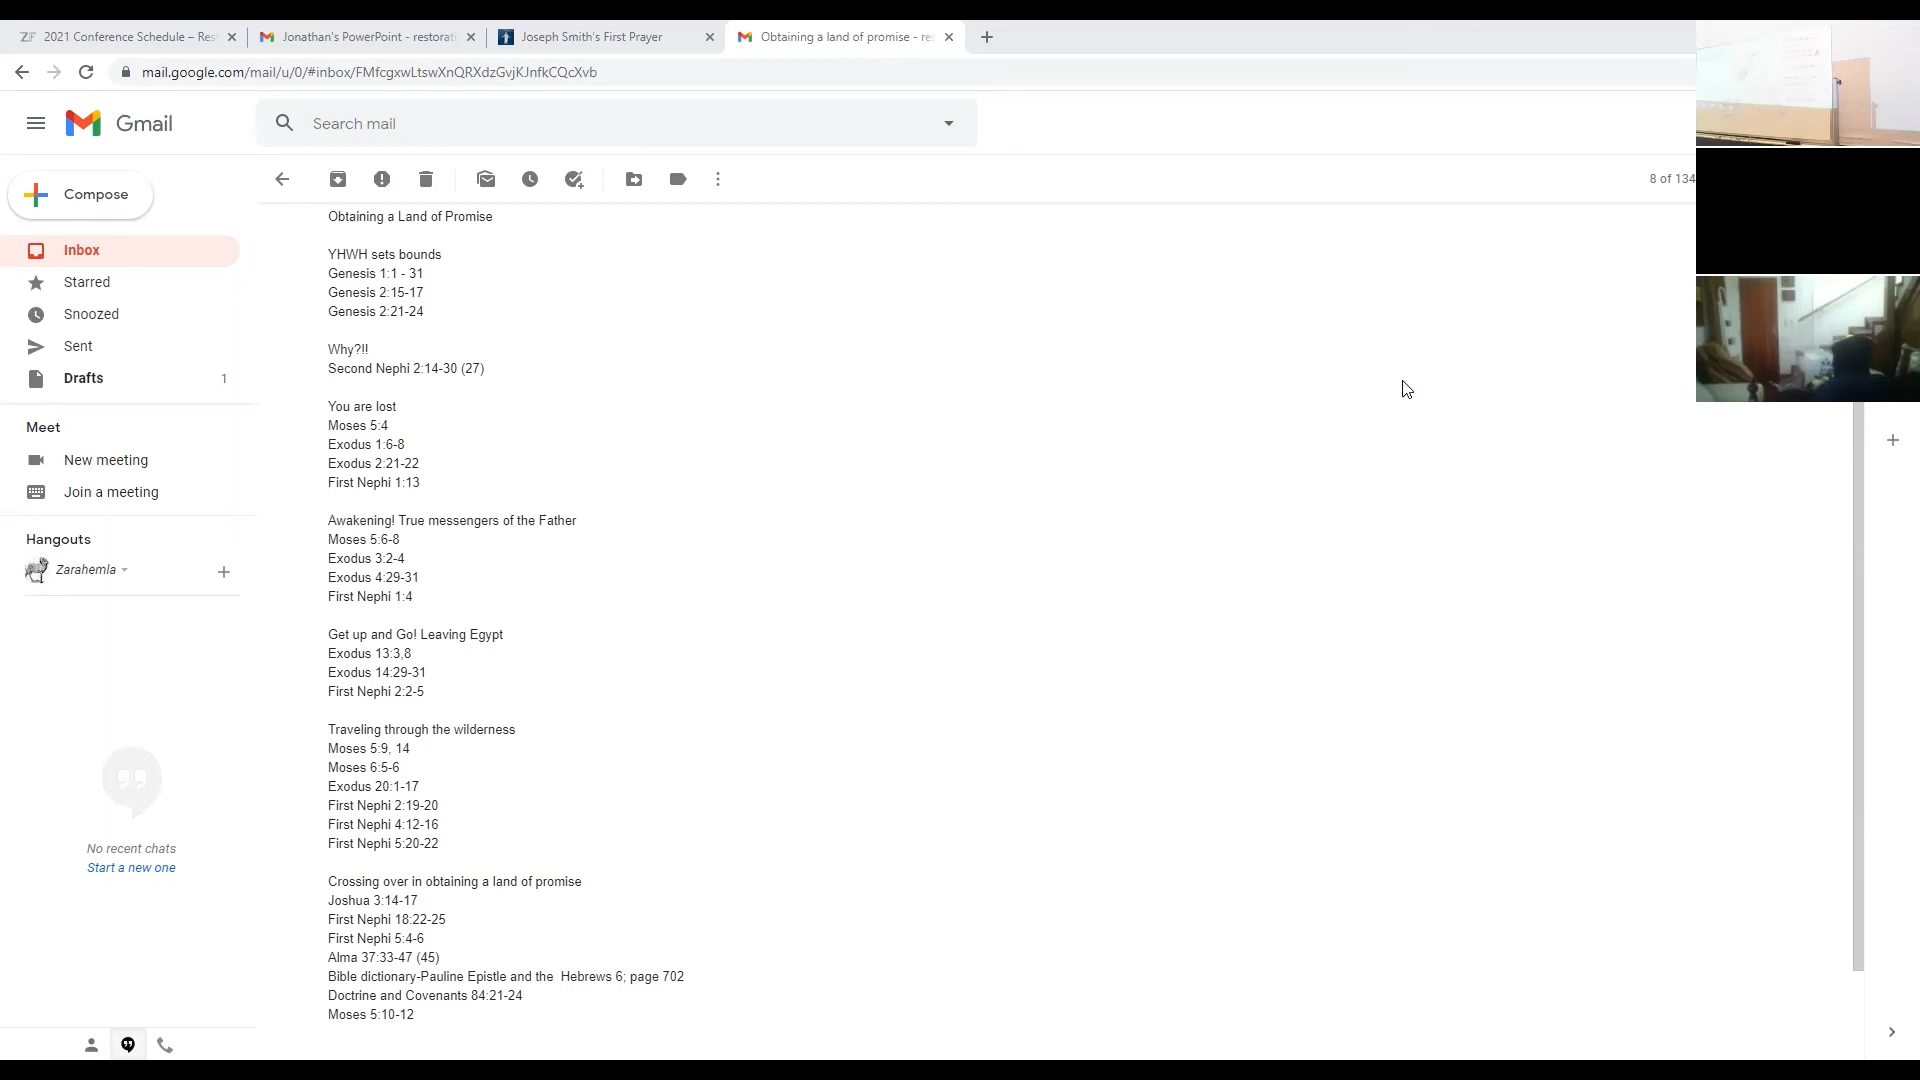 ZF 2021 Conference Schedule – Res
Jonathan's PowerPoint - restorati
Joseph Smith's First Prayer
Obtaining a land of promise - re
mail.google.com/mail/u/0/#inbox/FMfcgxwLtswXnQRXdzGvjKJnfkCQcXvb
Gmail
Search mail
8 of 134
Compose
Inbox
Starred
Snoozed
Sent
Drafts 1
Meet
New meeting
Join a meeting
Hangouts
Zarahemla
No recent chats
Start a new one
Obtaining a Land of Promise
YHWH sets bounds
Genesis 1:1 - 31
Genesis 2:15-17
Genesis 2:21-24
Why?!!
Second Nephi 2:14-30 (27)
You are lost
Moses 5:4
Exodus 1:6-8
Exodus 2:21-22
First Nephi 1:13
Awakening! True messengers of the Father
Moses 5:6-8
Exodus 3:2-4
Exodus 4:29-31
First Nephi 1:4
Get up and Go! Leaving Egypt
Exodus 13:3,8
Exodus 14:29-31
First Nephi 2:2-5
Traveling through the wilderness
Moses 5:9, 14
Moses 6:5-6
Exodus 20:1-17
First Nephi 2:19-20
First Nephi 4:12-16
First Nephi 5:20-22
Crossing over in obtaining a land of promise
Joshua 3:14-17
First Nephi 18:22-25
First Nephi 5:4-6
Alma 37:33-47 (45)
Bible dictionary-Pauline Epistle and the  Hebrews 6; page 702
Doctrine and Covenants 84:21-24
Moses 5:10-12